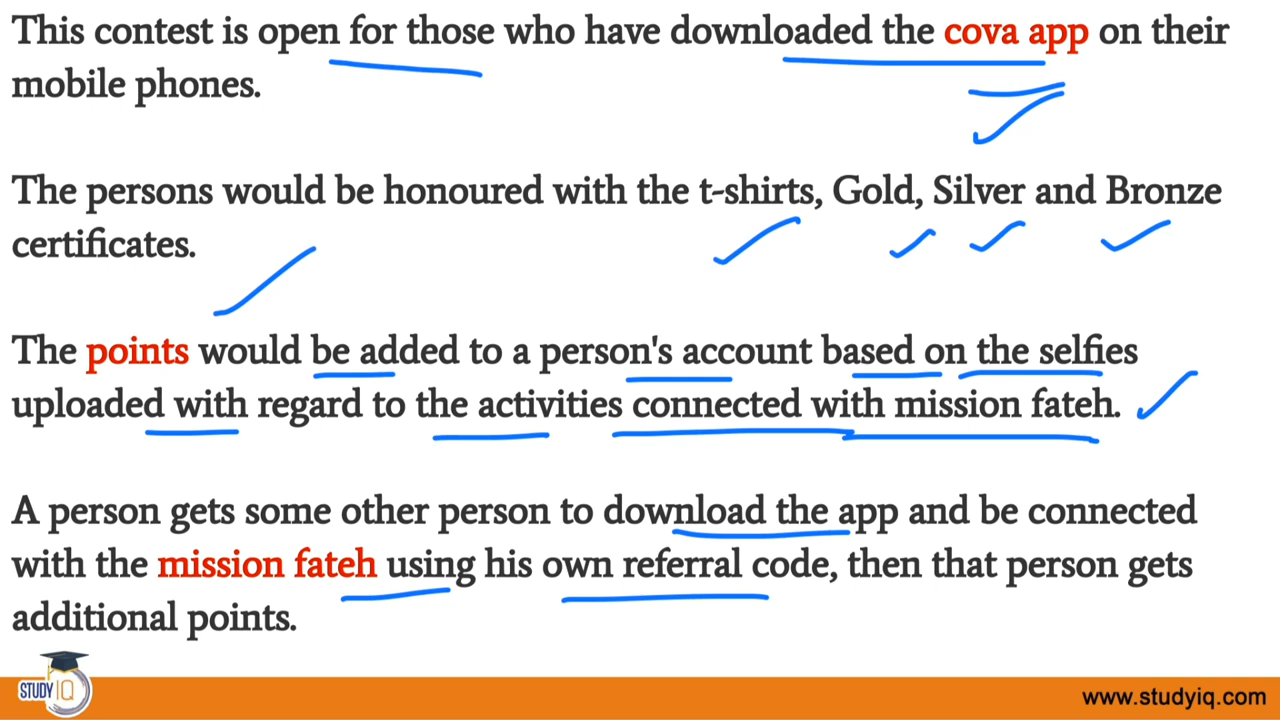 This contest is open for those who have downloaded the cova app on their
mobile phones.
The persons would be honoured with the t-shirts, Gold, Silver and Bronze
certificates.
The points would be added to a person's account based on the selfies
uploaded with regard to the activities connected with mission fateh.
A person gets some other person to download the app and be connected
with the mission fateh using his own referral code, then that person gets
additional points.
STUDY IQ
www.studyiq.com